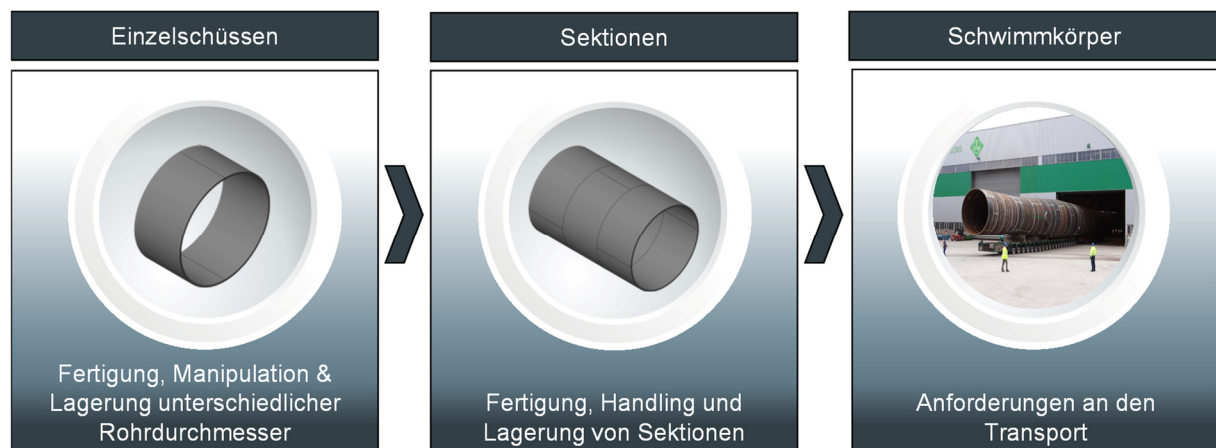 Einzelschüssen
Fertigung, Manipulation &
Lagerung unterschiedlicher
Rohrdurchmesser
Sektionen
Fertigung, Handling und
Lagerung von Sektionen
Schwimmkörper
Anforderungen an den
Transport